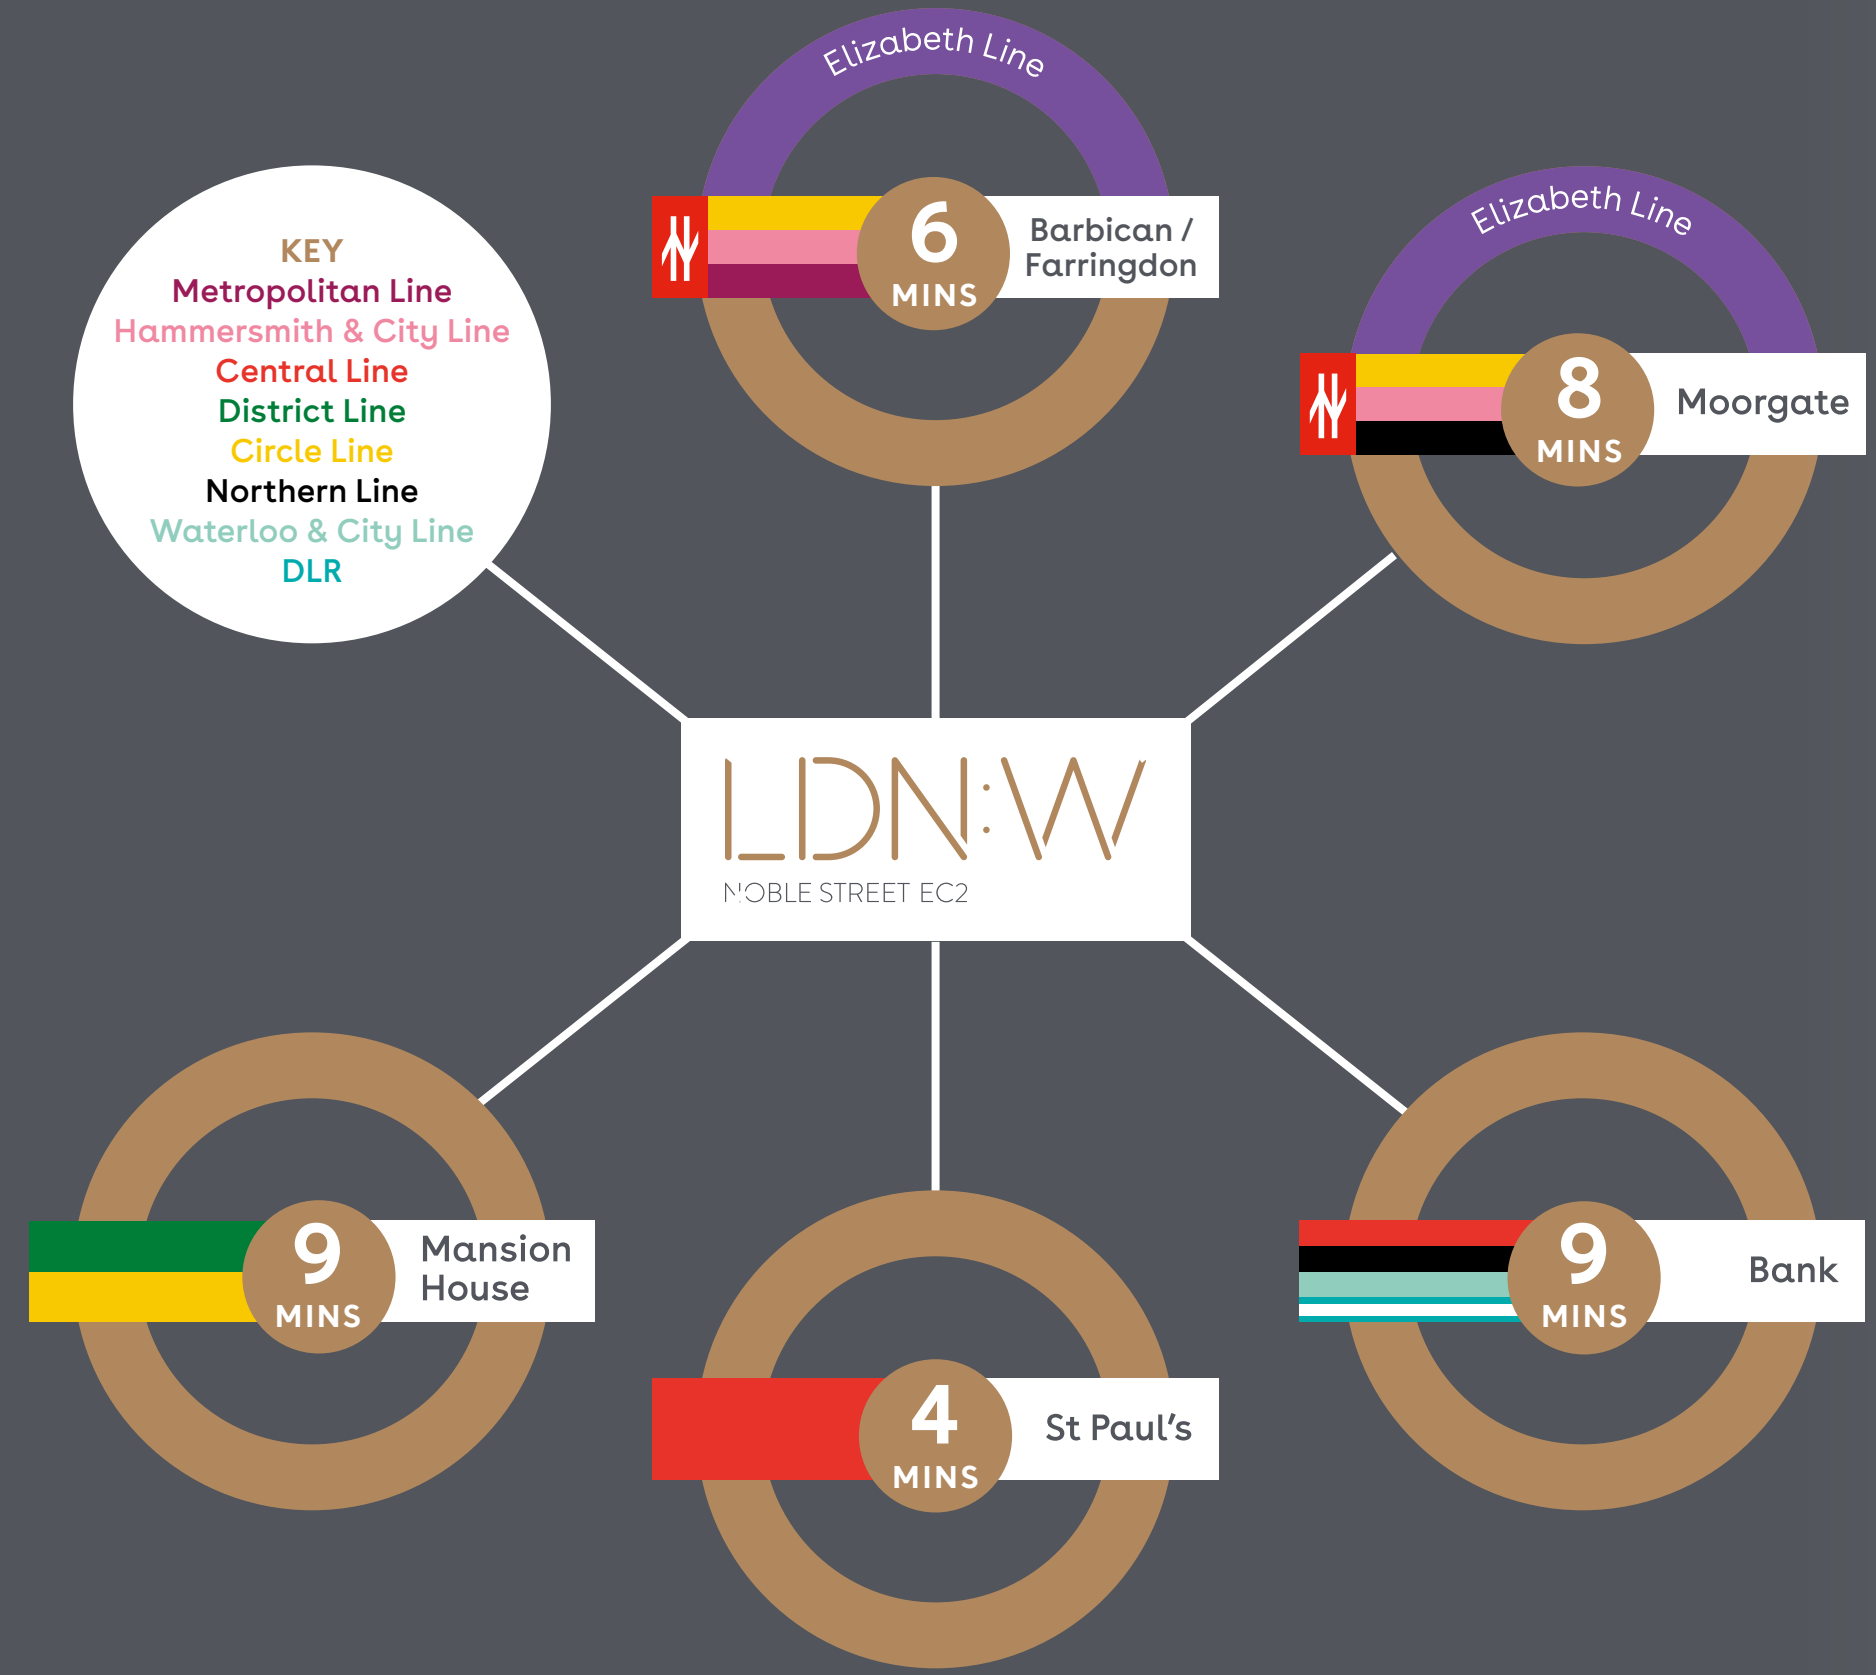 Elizabeth Line
6
MINS
Barbican /
Farringdon
Elizabeth Line
8
MINS
Moorgate
KEY
Metropolitan Line
Hammersmith & City Line
Central Line
District Line
Circle Line
Northern Line
Waterloo & City Line
DLR
LDN:W
NOBLE STREET EC2
9
MINS
Mansion
House
4
MINS
St Paul's
9
MINS
Bank